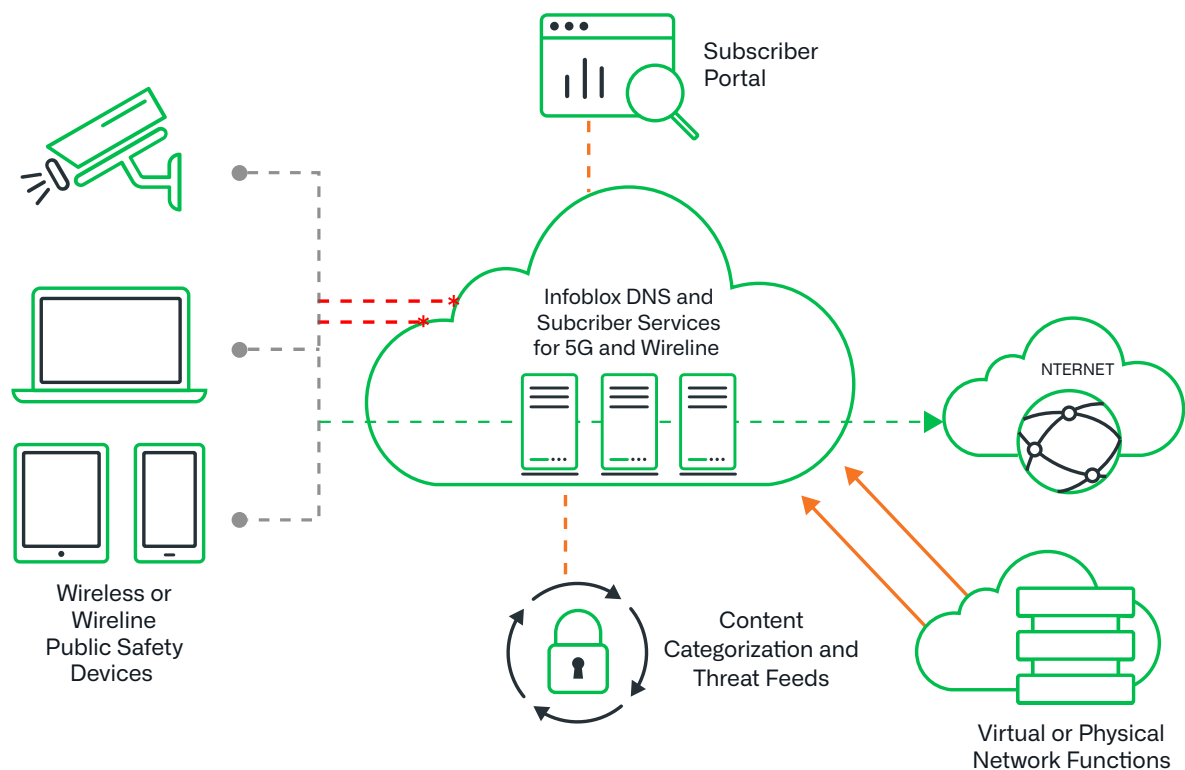 Subscriber
Portal
Infoblox DNS and
Subcriber Services
for 5G and Wireline
NTERNET
Wireless or
Wireline
Public Safety
Devices
Content
Categorization and
Threat Feeds
Virtual or Physical
Network Functions